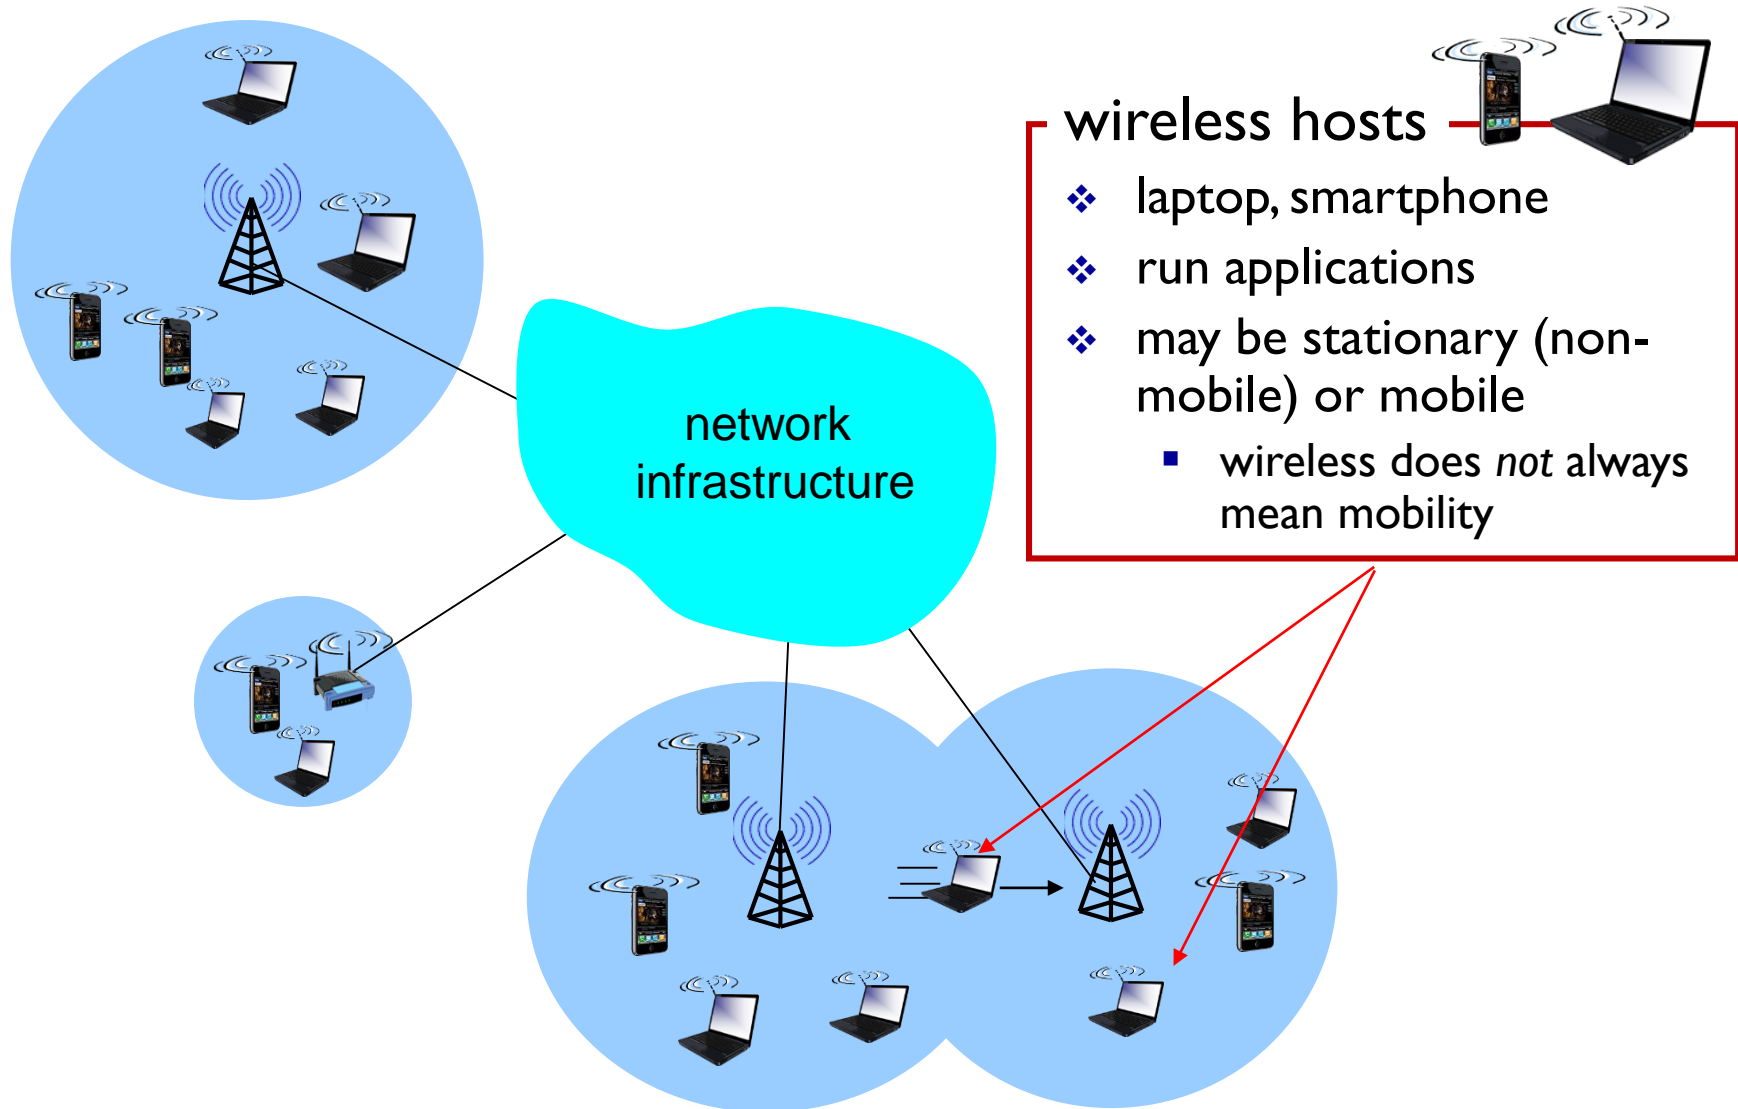 wireless hosts
laptop, smartphone
run applications
may be stationary (non-
mobile) or mobile
wireless does not always
mean mobility
network
infrastructure